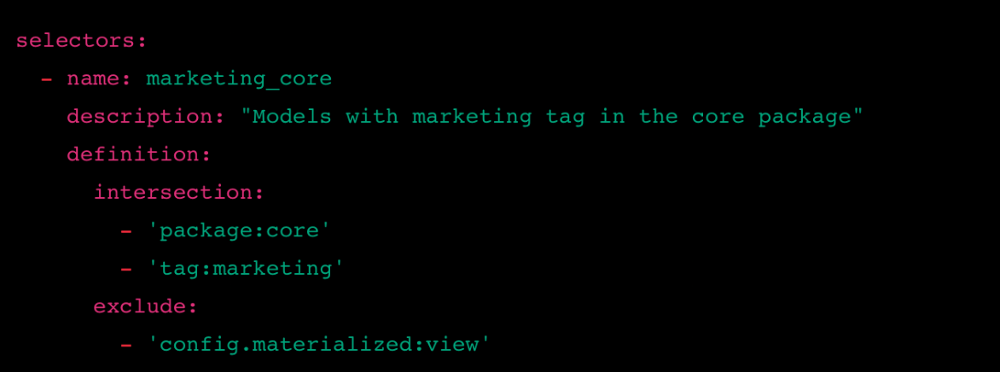 selectors:
  - name: marketing_core
    description: "Models with marketing tag in the core package"
    definition:
      intersection:
        - 'package:core'
        - 'tag:marketing'
      exclude:
        - 'config.materialized:view'